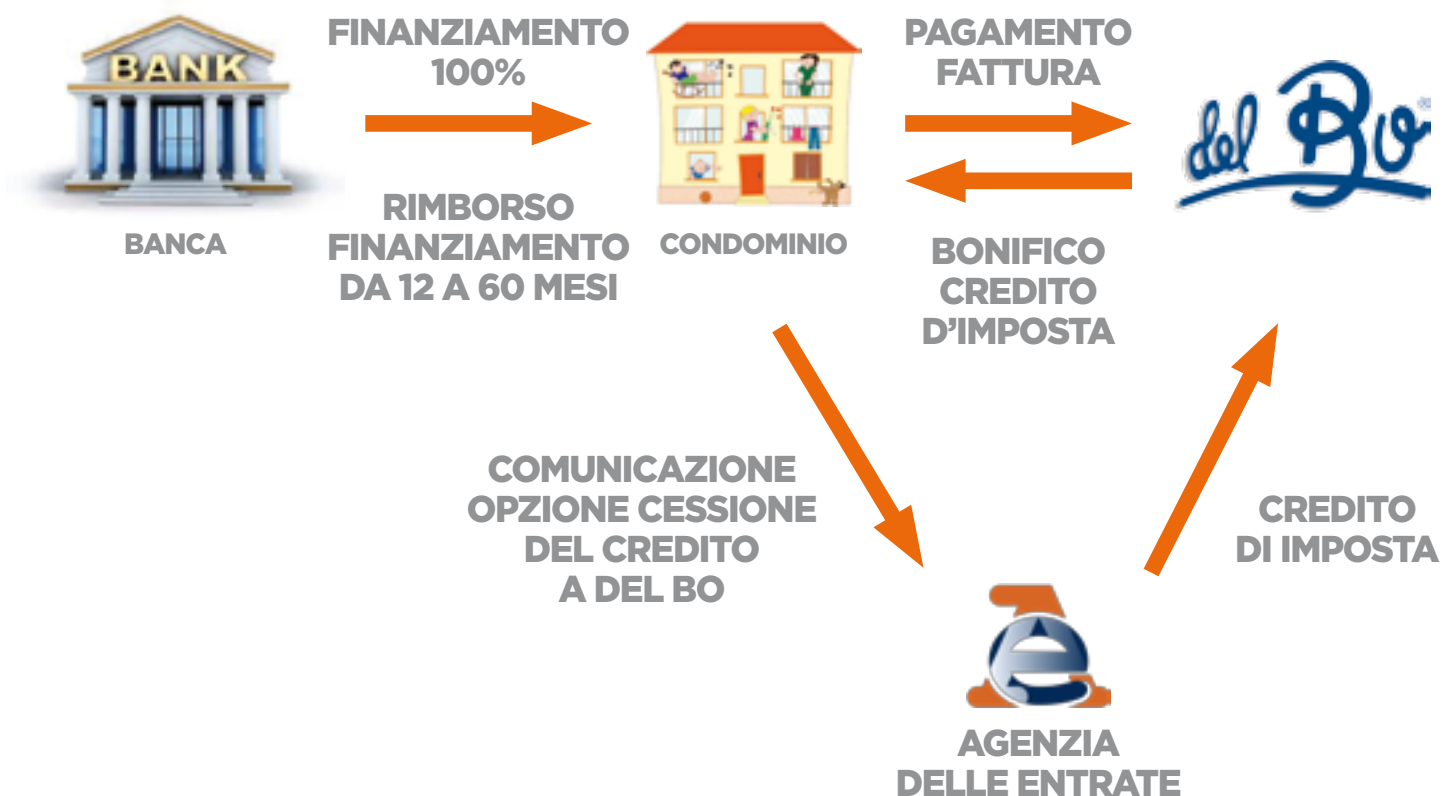 BANK
FINANZIAMENTO
100%
PAGAMENTO
FATTURA
del Bo
®
RIMBORSO
FINANZIAMENTO
DA 12 A 60 MESI
BANCA
CONDOMINIO
BONIFICO
CREDITO
D’IMPOSTA
COMUNICAZIONE
OPZIONE CESSIONE
DEL CREDITO
A DEL BO
CREDITO
DI IMPOSTA
e
AGENZIA
DELLE ENTRATE